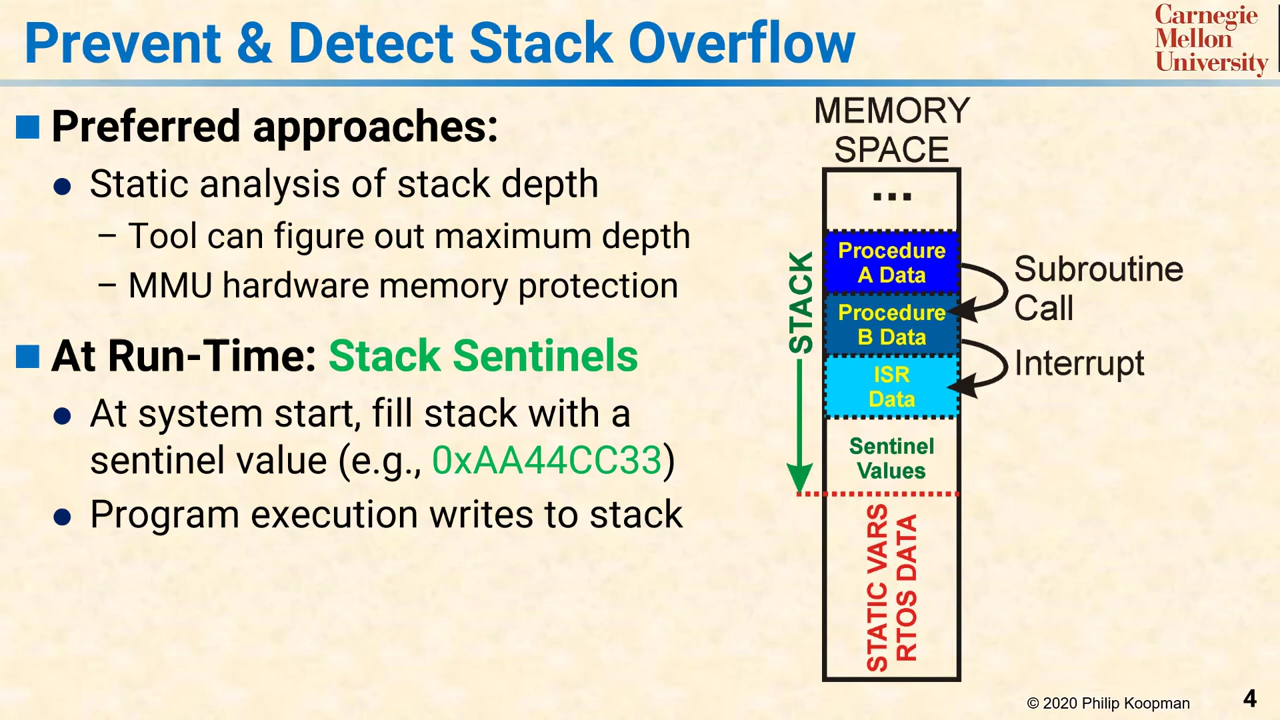 Prevent & Detect Stack Overflow
Carnegie
Mellon
University
Preferred approaches:
Static analysis of stack depth
– Tool can figure out maximum depth
– MMU hardware memory protection
At Run-Time: Stack Sentinels
At system start, fill stack with a
sentinel value (e.g., 0xAA44CC33)
Program execution writes to stack
MEMORY
SPACE
...
STACK
Procedure
A Data
Procedure
B Data
ISR
Data
Sentinel
Values
STATIC VARS
RTOS DATA
Subroutine
Call
Interrupt
© 2020 Philip Koopman
4